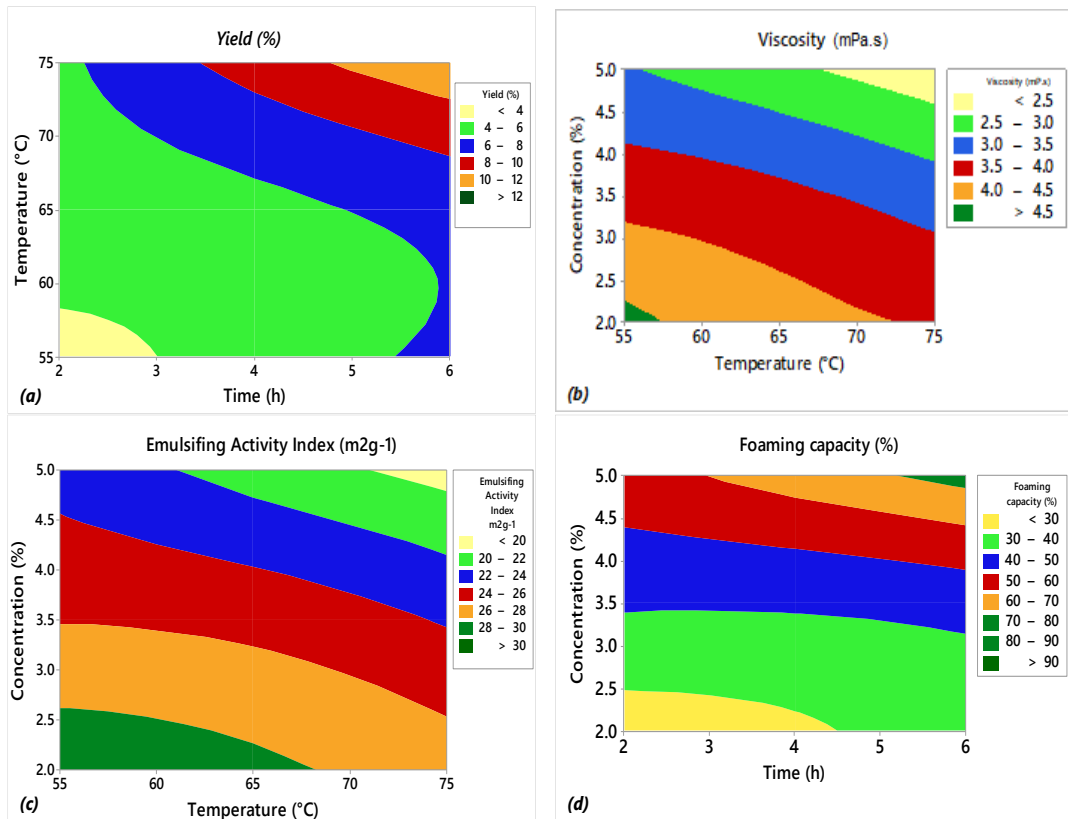 Yield (%)
Temperature (°C)
75
70
65
60
55
2 3 4 5 6
Time (h)
(a)
Yield (%)
< 4
4 – 6
6 – 8
8 – 10
10 – 12
> 12
Viscosity (mPa.s)
Concentration (%)
5.0
4.5
4.0
3.5
3.0
2.5
2.0
55 60 65 70 75
Temperature (°C)
(b)
Viscosity (mPa.s)
< 2.5
2.5 – 3.0
3.0 – 3.5
3.5 – 4.0
4.0 – 4.5
> 4.5
Emulsifing Activity Index (m2g-1)
Concentration (%)
5.0
4.5
4.0
3.5
3.0
2.5
2.0
55 60 65 70 75
Temperature (°C)
(c)
Emulsifing
Activity
Index
m2g-1
< 20
20 – 22
22 – 24
24 – 26
26 – 28
28 – 30
> 30
Foaming capacity (%)
Concentration (%)
5.0
4.5
4.0
3.5
3.0
2.5
2.0
2 3 4 5 6
Time (h)
(d)
Foaming
capacity (%)
< 30
30 – 40
40 – 50
50 – 60
60 – 70
70 – 80
80 – 90
> 90